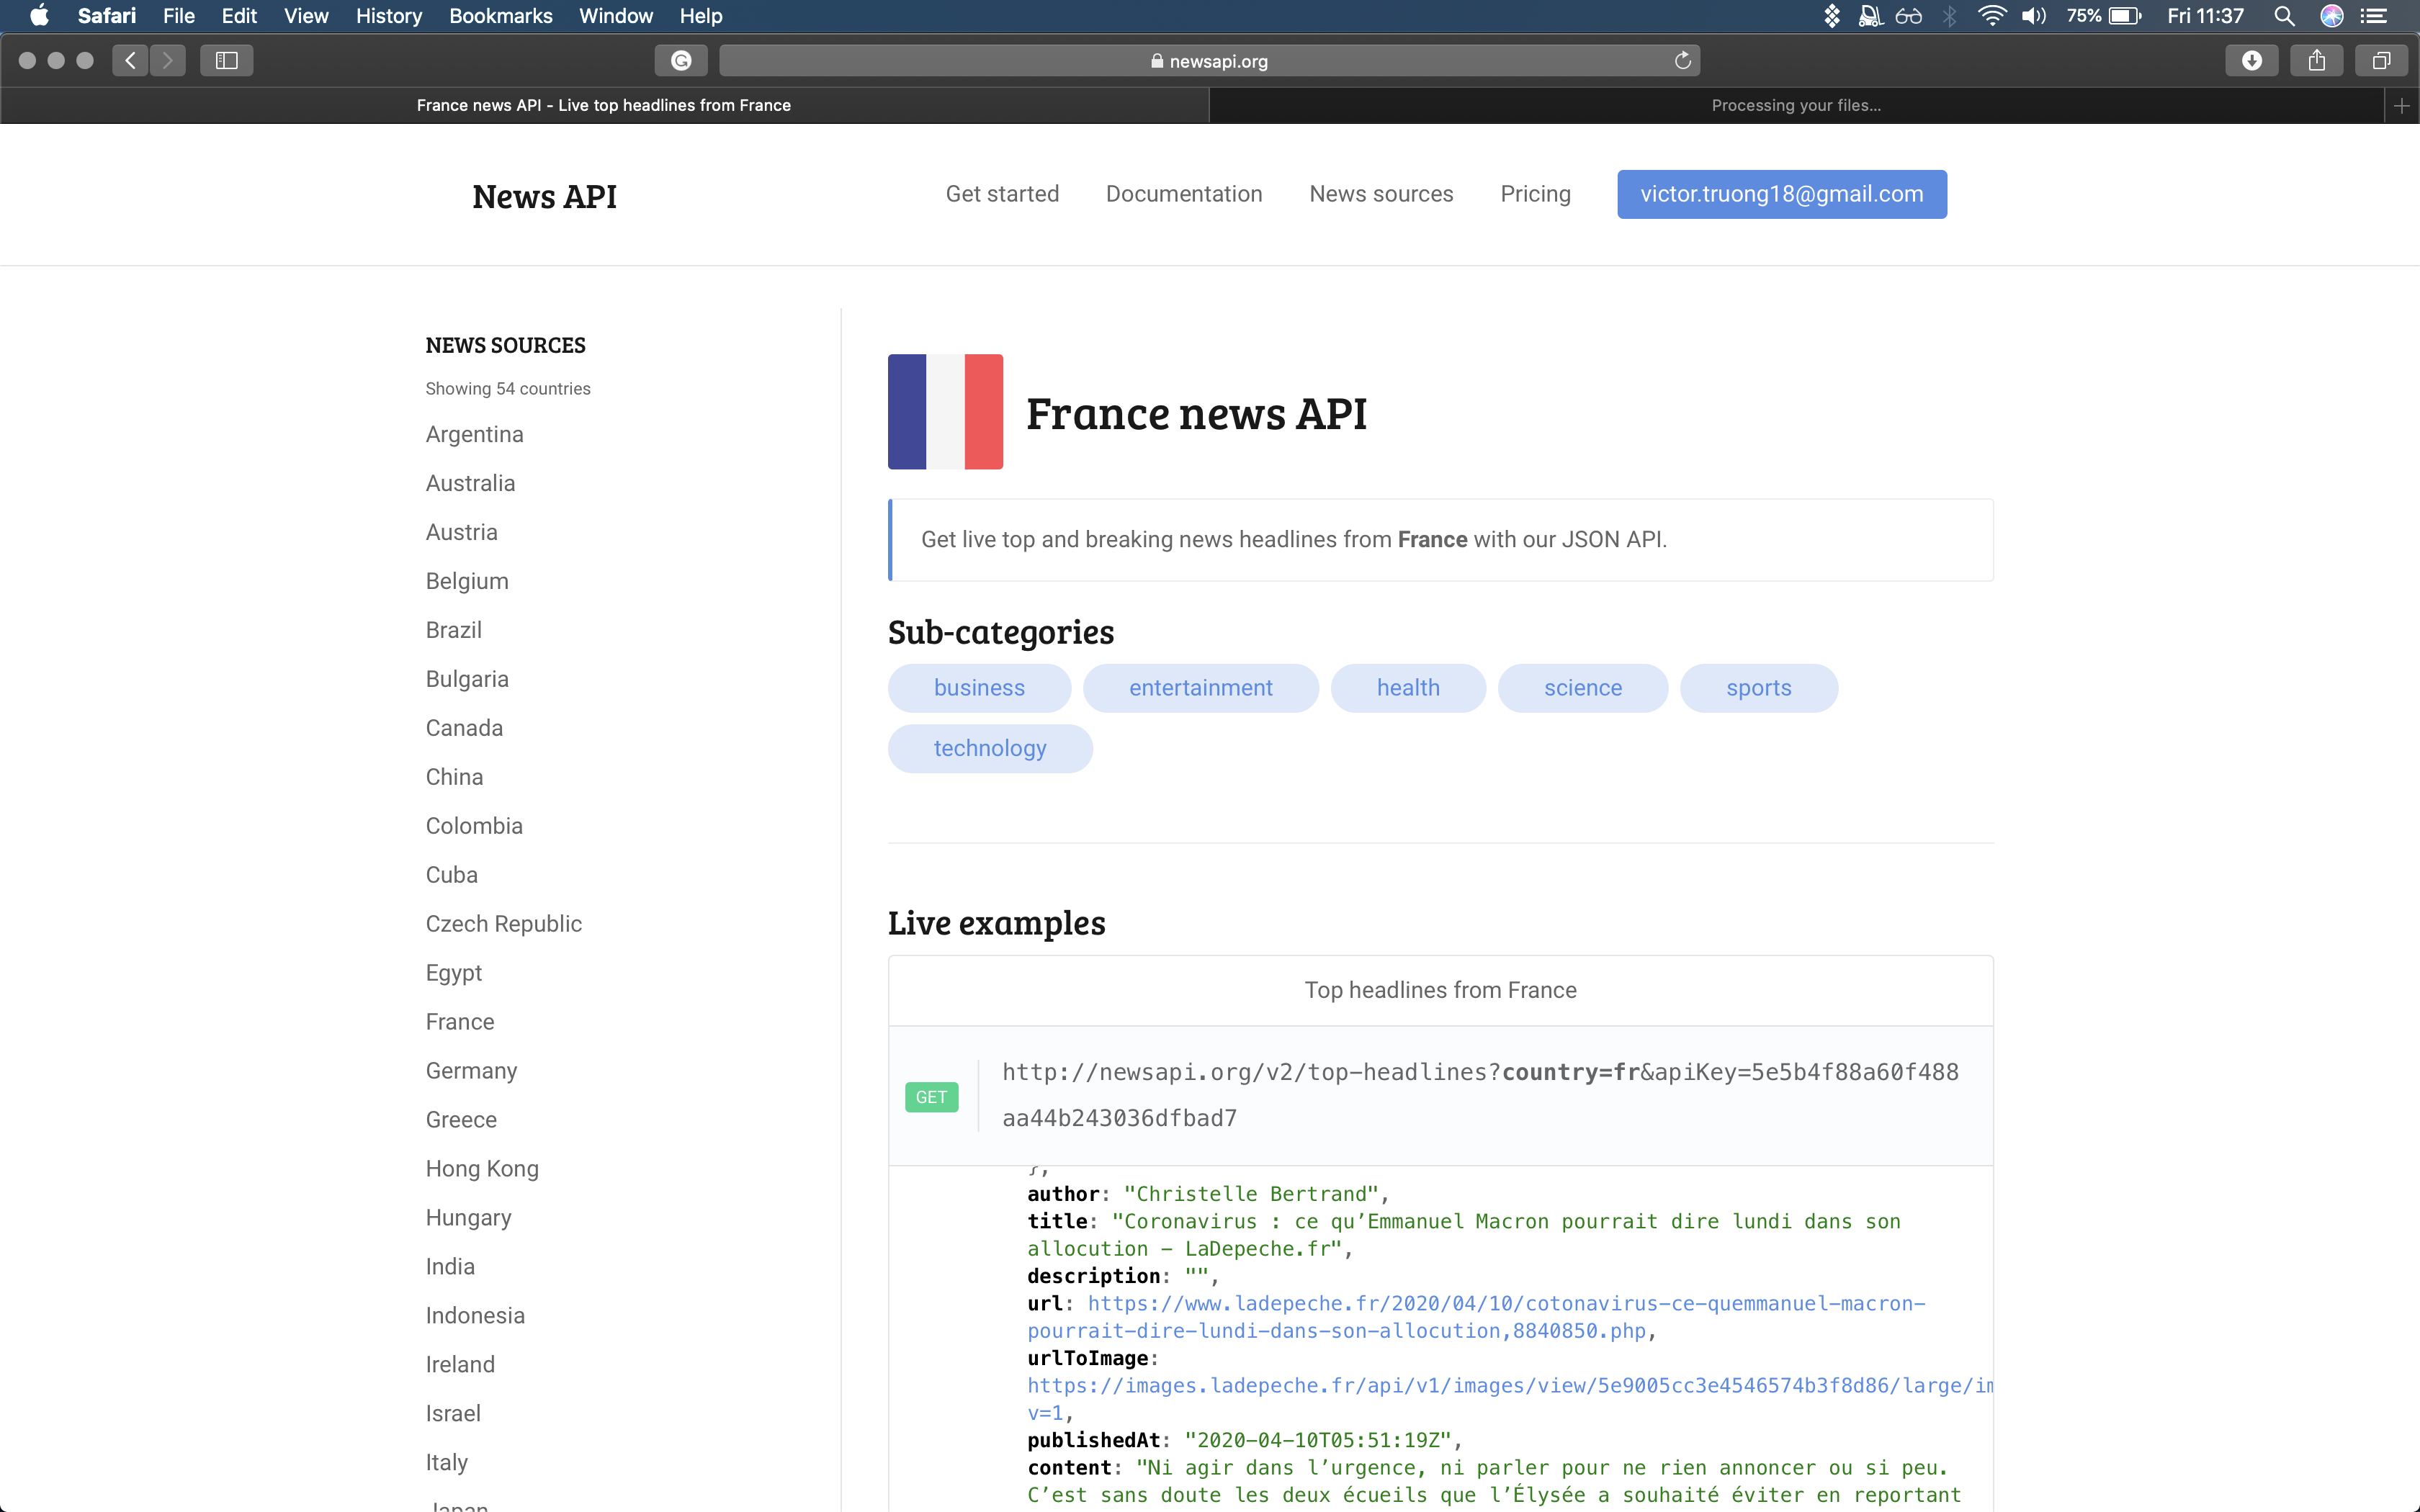 Safari File Edit View History Bookmarks Window Help 75% Fri 11:37
newsapi.org
France news API - Live top headlines from France
Processing your files...
News API
Get started
Documentation
News sources
Pricing
victor.truong18@gmail.com
NEWS SOURCES
Showing 54 countries
Argentina
Australia
Austria
Belgium
Brazil
Bulgaria
Canada
China
Colombia
Cuba
Czech Republic
Egypt
France
Germany
Greece
Hong Kong
Hungary
India
Indonesia
Ireland
Israel
Italy
Japan
France news API
Get live top and breaking news headlines from France with our JSON API.
Sub-categories
business entertainment health science sports
technology
Live examples
Top headlines from France
GET
http://newsapi.org/v2/top-headlines?country=fr&apiKey=5e5b4f88a60f488
aa44b243036dfbad7
},
author: "Christelle Bertrand",
title: "Coronavirus : ce qu’Emmanuel Macron pourrait dire lundi dans son
allocution - LaDepeche.fr",
description: "",
url: https://www.ladepeche.fr/2020/04/10/cotonavirus-ce-quemmanuel-macron-
pourrait-dire-lundi-dans-son-allocution,8840850.php,
urlToImage:
https://images.ladepeche.fr/api/v1/images/view/5e9005cc3e4546574b3f8d86/large/im
v=1,
publishedAt: "2020-04-10T05:51:19Z",
content: "Ni agir dans l’urgence, ni parler pour ne rien annoncer ou si peu.
C’est sans doute les deux écueils que l’Élysée a souhaité éviter en reportant